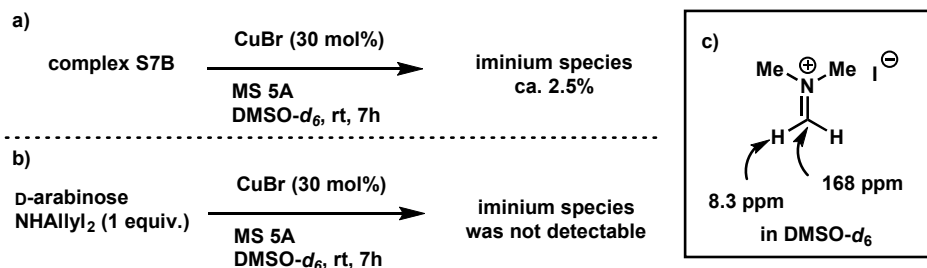 a)
complex S7B
CuBr (30 mol%)
MS 5A
DMSO-d6, rt, 7h
iminium species
ca. 2.5%
b)
D-arabinose
NHAllyl2 (1 equiv.)
CuBr (30 mol%)
MS 5A
DMSO-d6, rt, 7h
iminium species
was not detectable
c)
Me Me I ⊖
⊕
N
H H
8.3 ppm
168 ppm
in DMSO-d6